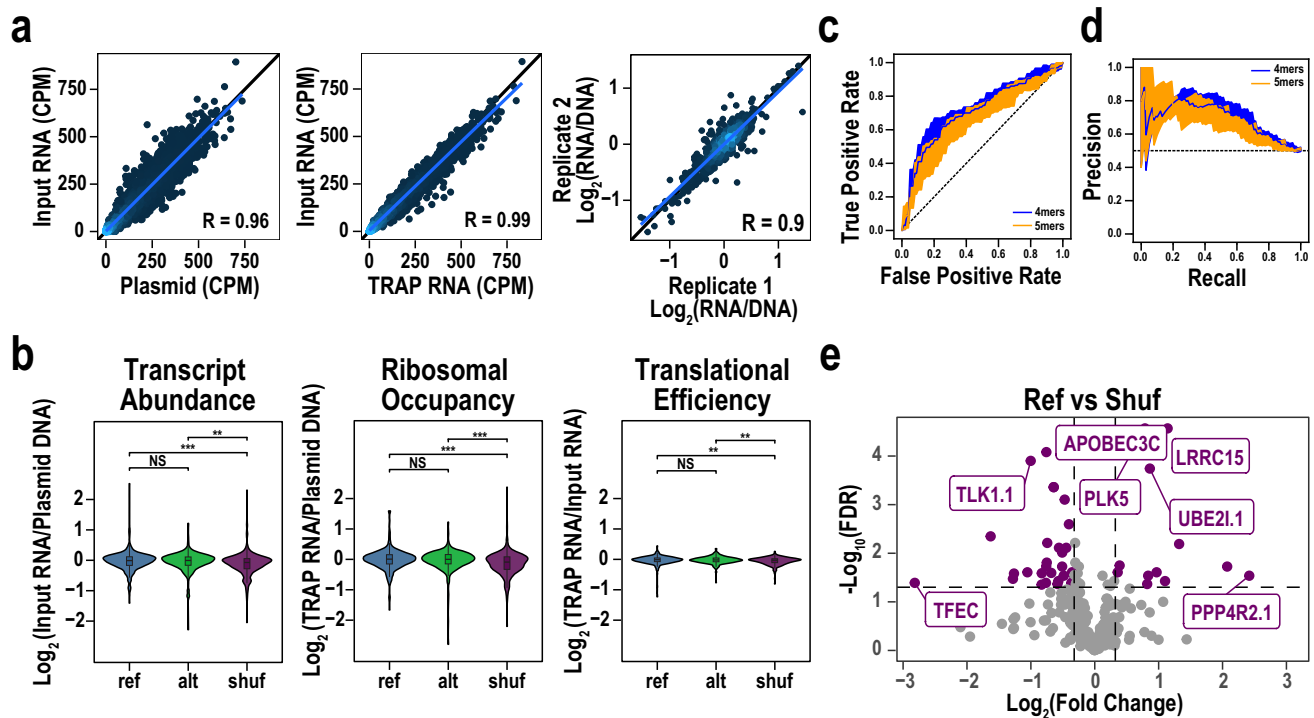 a
Input RNA (CPM)
750
500
250
0
0 250 500 750
Plasmid (CPM)
R = 0.96
Input RNA (CPM)
750
500
250
0
0 250 500 750
TRAP RNA (CPM)
R = 0.99
Replicate 2
Log2(RNA/DNA)
1
0
−1
−1 0 1
Replicate 1
Log2(RNA/DNA)
R = 0.9
c
True Positive Rate
1.0
0.8
0.6
0.4
0.2
0.0
0.0 0.2 0.4 0.6 0.8 1.0
False Positive Rate
4mers
5mers
d
Precision
1.0
0.8
0.6
0.4
0.2
0.0
0.0 0.2 0.4 0.6 0.8 1.0
Recall
4mers
5mers
b
Transcript
Abundance
Log2(Input RNA/Plasmid DNA)
2
1
0
−1
−2
**
***
NS
ref alt shuf
Ribosomal
Occupancy
Log2(TRAP RNA/Plasmid DNA)
2
1
0
−1
−2
***
***
NS
ref alt shuf
Translational
Efficiency
Log2(TRAP RNA/Input RNA)
2
1
0
−1
−2
**
**
NS
ref alt shuf
e
Ref vs Shuf
-Log10(FDR)
4
3
2
1
0
−3 −2 −1 0 1 2 3
Log2(Fold Change)
APOBEC3C
LRRC15
TLK1.1
PLK5
UBE2I.1
TFEC
PPP4R2.1